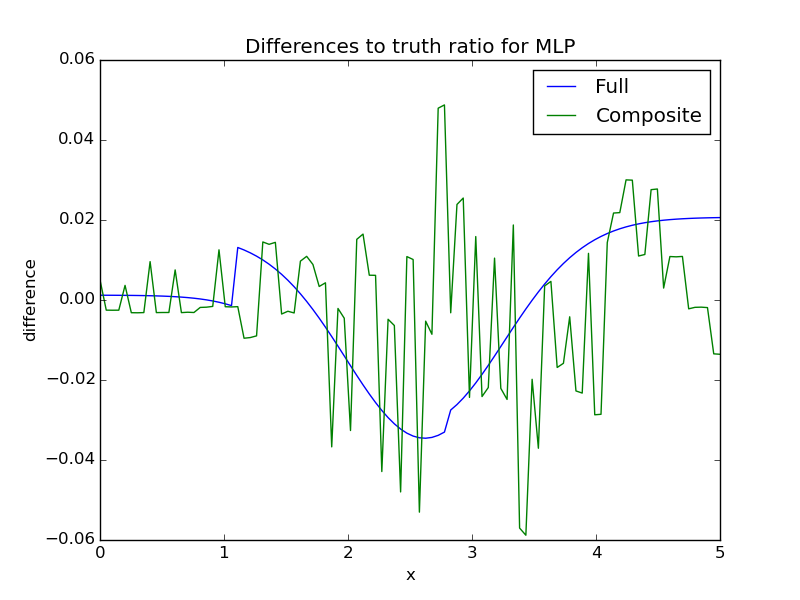 Differences to truth ratio for MLP
Full
Composite
0.06
0.04
0.02
0.00
−0.02
−0.04
−0.06
difference
0 1 2 3 4 5
x